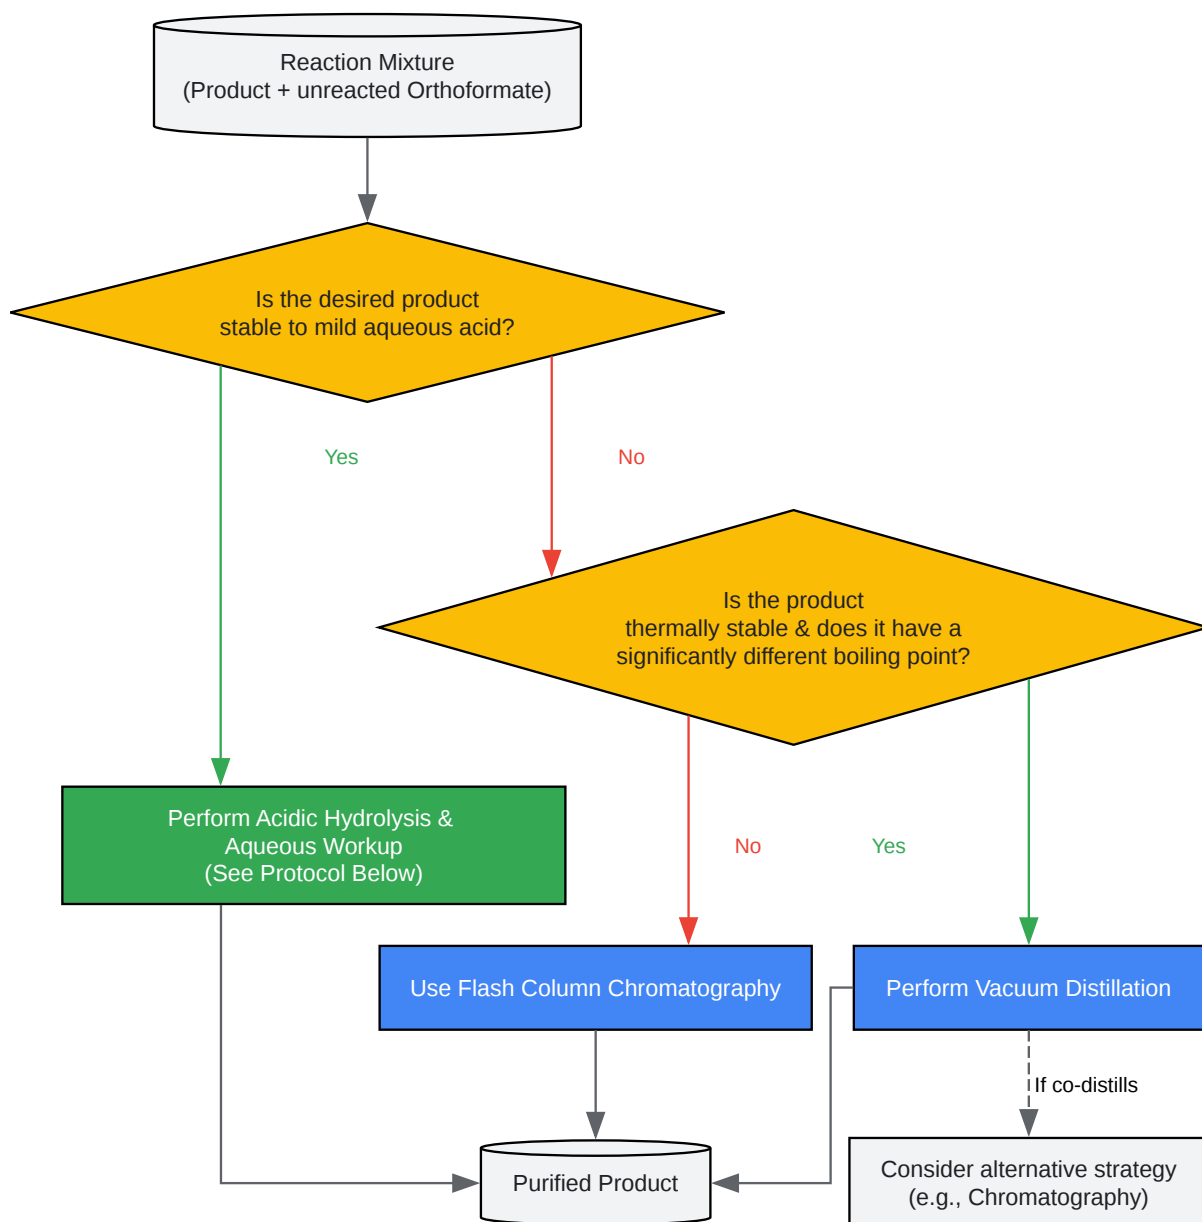 Reaction Mixture
(Product + unreacted Orthoformate)
Is the desired product
stable to mild aqueous acid?
Yes
No
Is the product
thermally stable & does it have a
significantly different boiling point?
Perform Acidic Hydrolysis &
Aqueous Workup
(See Protocol Below)
No
Yes
Use Flash Column Chromatography
Perform Vacuum Distillation
If co-distills
Purified Product
Consider alternative strategy
(e.g., Chromatography)